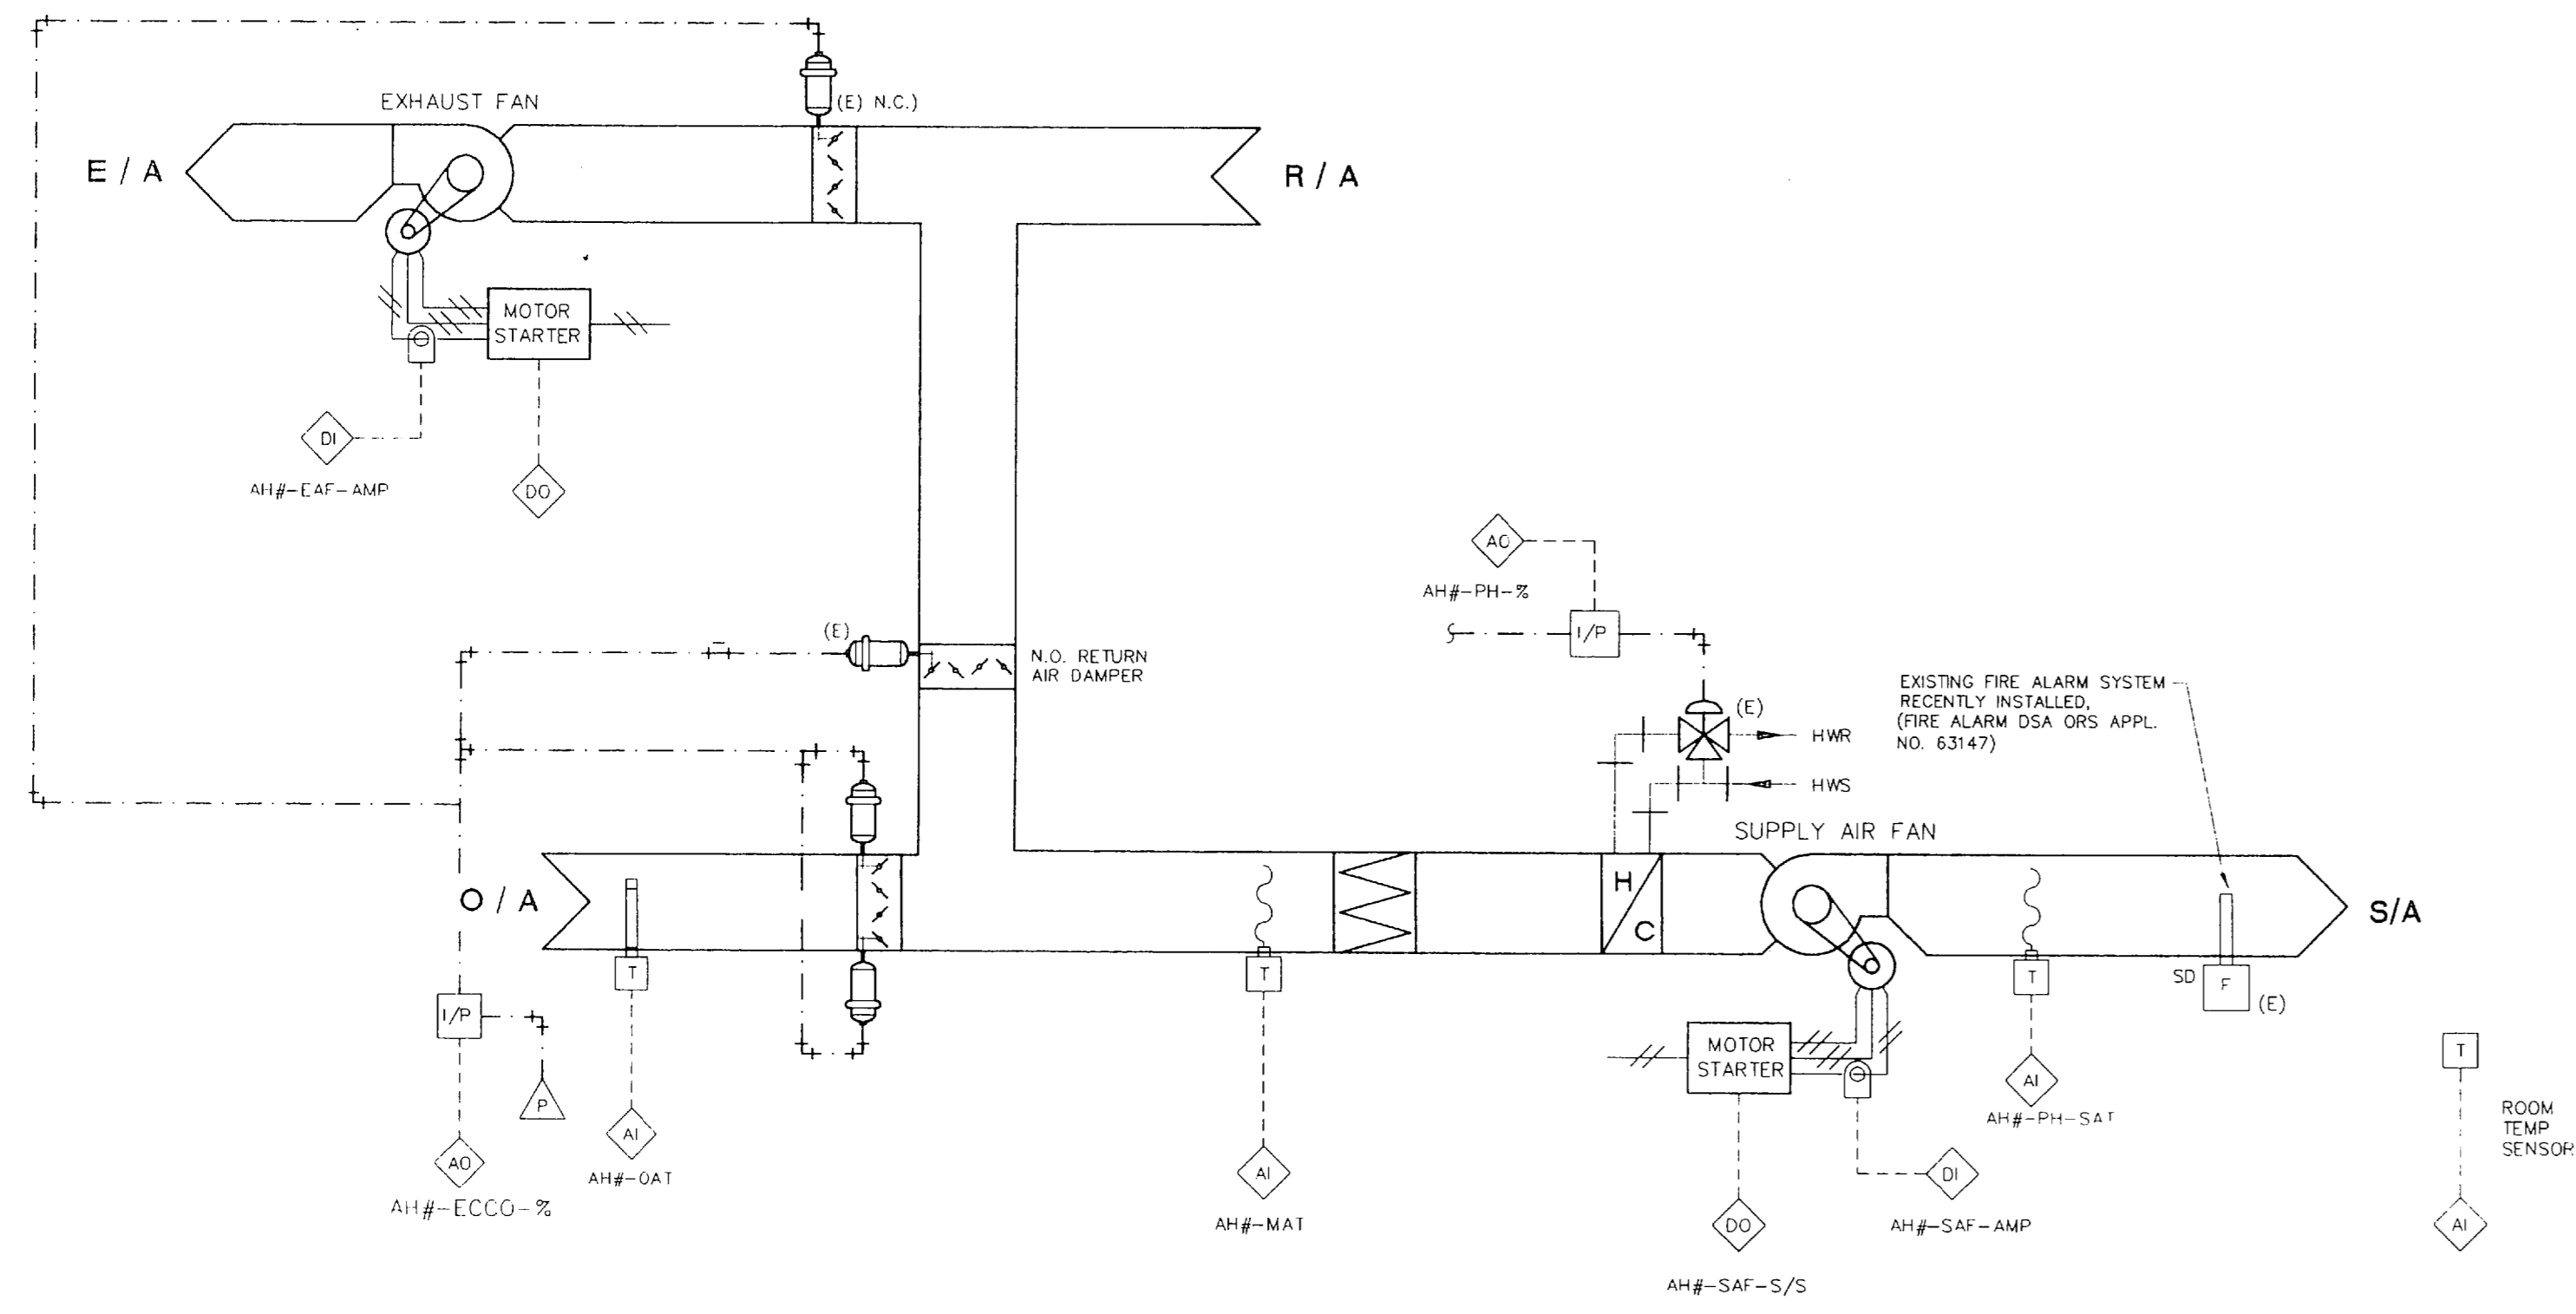 EXHAUST FAN
(E) N.C.)
E / A
R / A
MOTOR
STARTER
DI
AH#-EAF-AMP
DO
AO
AH#-PH-%
I/P
(E)
N.O. RETURN
AIR DAMPER
EXISTING FIRE ALARM SYSTEM
RECENTLY INSTALLED,
(FIRE ALARM DSA ORS APPL.
NO. 63147)
(E)
HWR
HWS
SUPPLY AIR FAN
O / A
H
C
S/A
T
T
T
SD
F
(E)
I/P
P
MOTOR
STARTER
T
AI
AI
AO
AH#-OAT
AH#-ECCO-%
AI
AH#-MAT
AH#-PH-SAT
DI
DO
AH#-SAF-AMP
AH#-SAF-S/S
ROOM
TEMP
SENSOR
AI